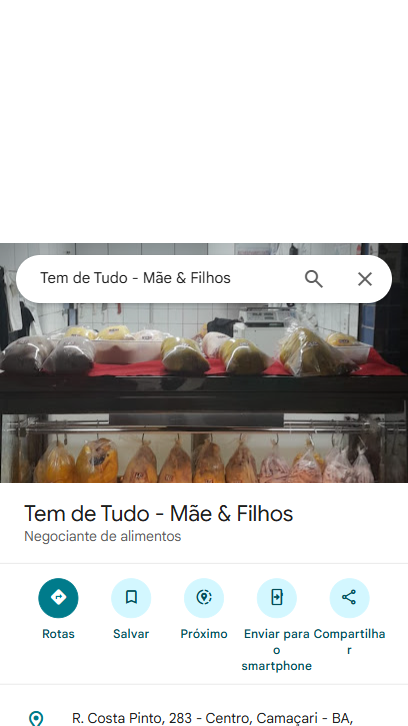 Tem de Tudo - Mãe & Filhos
Tem de Tudo - Mãe & Filhos
Negociante de alimentos
Rotas
Salvar
Próximo
Enviar para
o
smartphone
Compartilha
r
R. Costa Pinto, 283 - Centro, Camaçari - BA,